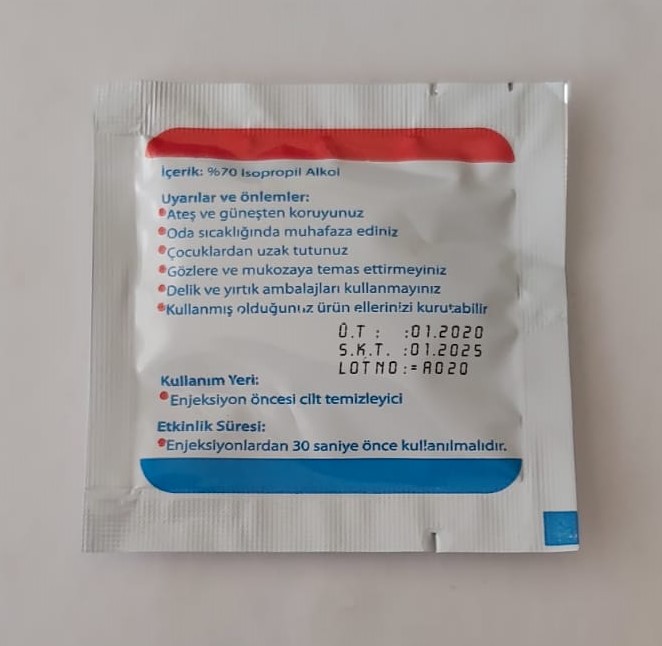 İçerik: %70 Isopropil Alkol
Uyarılar ve önlemler:
•Ateş ve güneşten koruyunuz
•Oda sıcaklığında muhafaza ediniz
•Çocuklardan uzak tutunuz
•Gözlere ve mukozaya temas ettirmeyiniz
•Delik ve yırtık ambalajları kullanmayınız
•Kullanmış olduğunuz ürün ellerinizi kurutabilir
Ü.T : :01.2020
S.K.T. :01.2025
LOT NO := A020
Kullanım Yeri:
•Enjeksiyon öncesi cilt temizleyici
Etkinlik Süresi:
•Enjeksiyonlardan 30 saniye önce kullanılmalıdır.